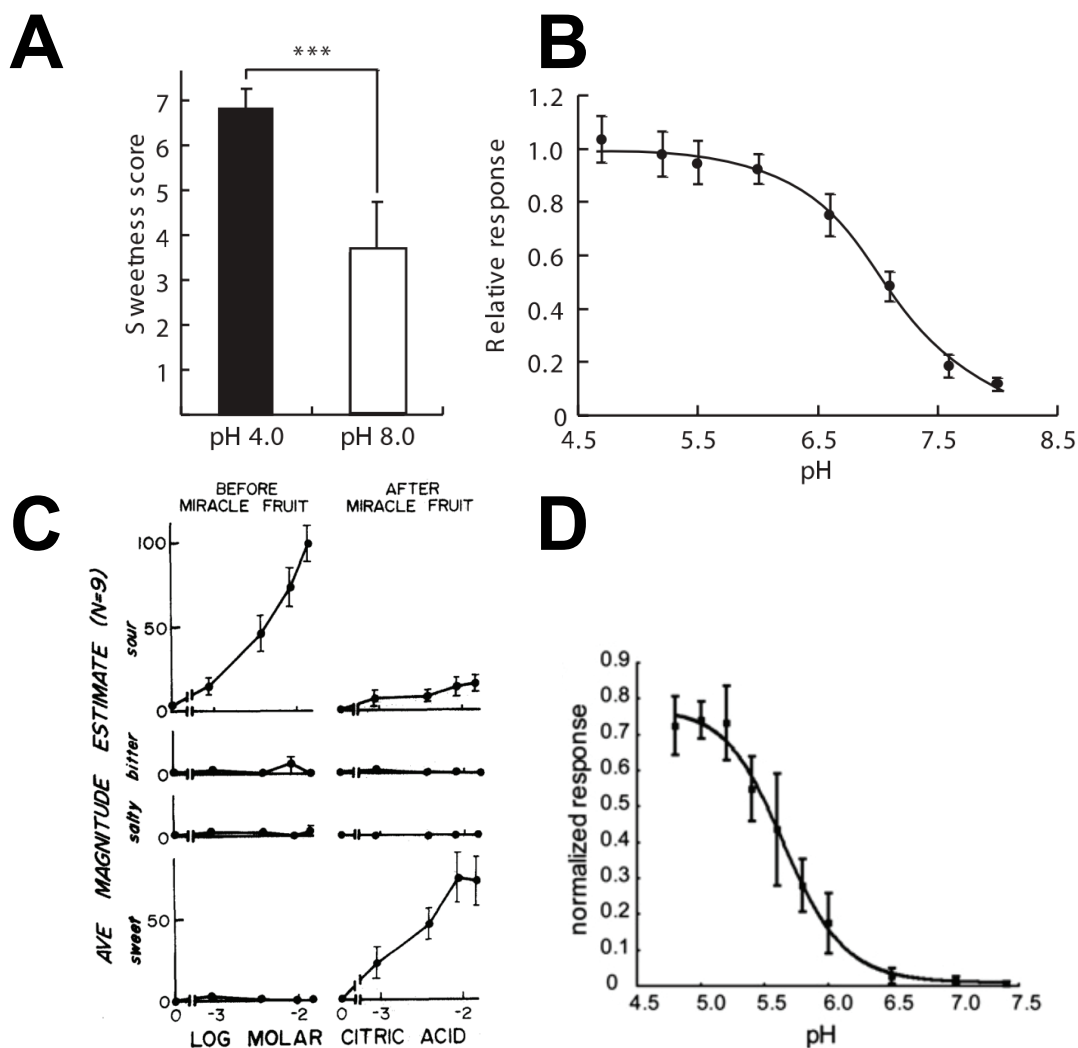 A
***
Sweetness score
7
6
5
4
3
2
1
pH 4.0 pH 8.0
B
Relative response
1.2
1.0
0.8
0.6
0.4
0.2
0
4.5 5.5 6.5 7.5 8.5
pH
C
BEFORE
MIRACLE FRUIT
AFTER
MIRACLE FRUIT
AVE MAGNITUDE ESTIMATE (N=9)
sour
100
50
0
bitter
0
salty
0
sweet
50
0
0 -3 -2 0 -3 -2
LOG MOLAR CITRIC ACID
D
normalized response
0.9
0.8
0.7
0.6
0.5
0.4
0.3
0.2
0.1
0
4.5 5.0 5.5 6.0 6.5 7.0 7.5
pH